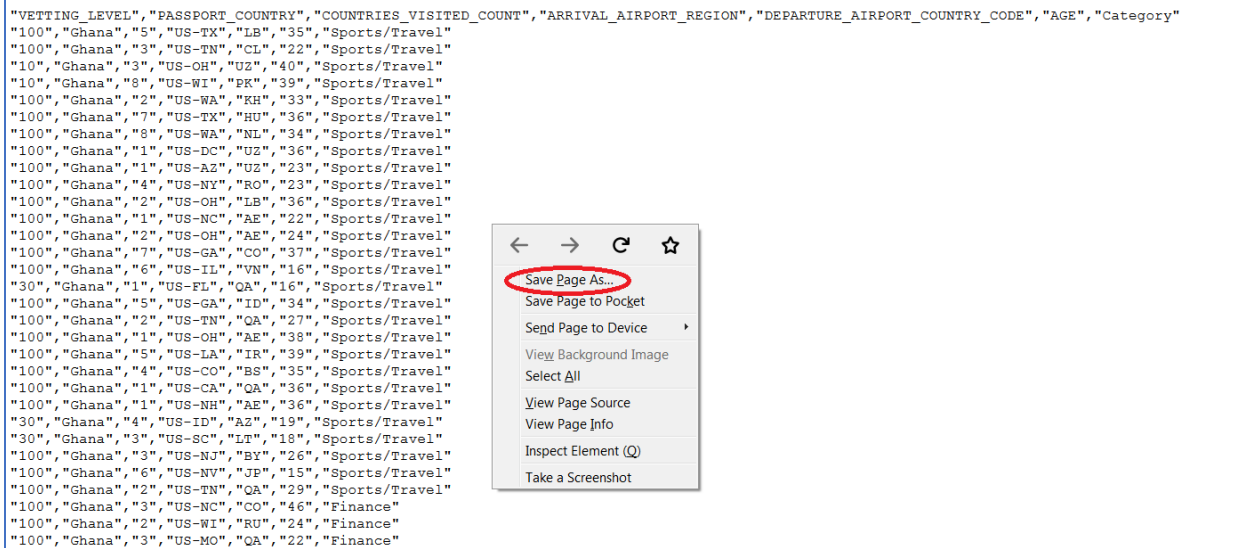 "VETTING_LEVEL","PASSPORT_COUNTRY","COUNTRIES_VISITED_COUNT","ARRIVAL_AIRPORT_REGION","DEPARTURE_AIRPORT_COUNTRY_CODE","AGE","Category"
"100","Ghana","5","US-TX","LB","35","Sports/Travel"
"100","Ghana","3","US-TN","CL","22","Sports/Travel"
"10","Ghana","3","US-OH","UZ","40","Sports/Travel"
"10","Ghana","8","US-WI","PK","39","Sports/Travel"
"100","Ghana","2","US-WA","KH","33","Sports/Travel"
"100","Ghana","7","US-TX","HU","36","Sports/Travel"
"100","Ghana","8","US-WA","NL","34","Sports/Travel"
"100","Ghana","1","US-DC","UZ","36","Sports/Travel"
"100","Ghana","1","US-AZ","UZ","23","Sports/Travel"
"100","Ghana","4","US-NY","RO","23","Sports/Travel"
"100","Ghana","2","US-OH","LB","36","Sports/Travel"
"100","Ghana","1","US-NC","AE","22","Sports/Travel"
"100","Ghana","2","US-OH","AE","24","Sports/Travel"
"100","Ghana","7","US-GA","CO","37","Sports/Travel"
"100","Ghana","6","US-IL","VN","16","Sports/Travel"
"30","Ghana","1","US-FL","QA","16","Sports/Travel"
"100","Ghana","5","US-GA","ID","34","Sports/Travel"
"100","Ghana","2","US-TN","QA","27","Sports/Travel"
"100","Ghana","1","US-OH","AE","38","Sports/Travel"
"100","Ghana","5","US-LA","IR","39","Sports/Travel"
"100","Ghana","4","US-CO","BS","35","Sports/Travel"
"100","Ghana","1","US-CA","QA","36","Sports/Travel"
"100","Ghana","1","US-NH","AE","36","Sports/Travel"
"30","Ghana","4","US-ID","AZ","19","Sports/Travel"
"30","Ghana","3","US-SC","LT","18","Sports/Travel"
"100","Ghana","3","US-NJ","BY","26","Sports/Travel"
"100","Ghana","6","US-NV","JP","15","Sports/Travel"
"100","Ghana","2","US-TN","QA","29","Sports/Travel"
"100","Ghana","3","US-NC","CO","46","Finance"
"100","Ghana","2","US-WI","RU","24","Finance"
"100","Ghana","3","US-MO","QA","22","Finance"
Save Page As...
Save Page to Pocket
Send Page to Device
View Background Image
Select All
View Page Source
View Page Info
Inspect Element (Q)
Take a Screenshot